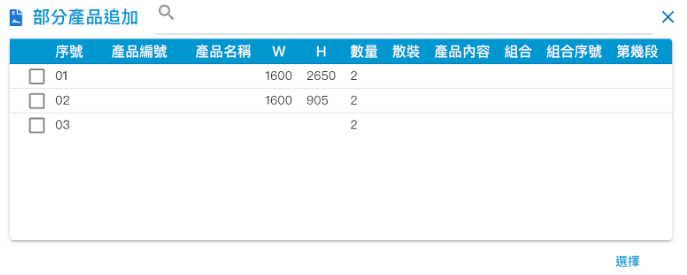 部分產品追加
序號 產品編號 產品名稱 W H 數量 散裝 產品內容 組合 組合序號 第幾段
01 1600 2650 2
02 1600 905 2
03 2
選擇